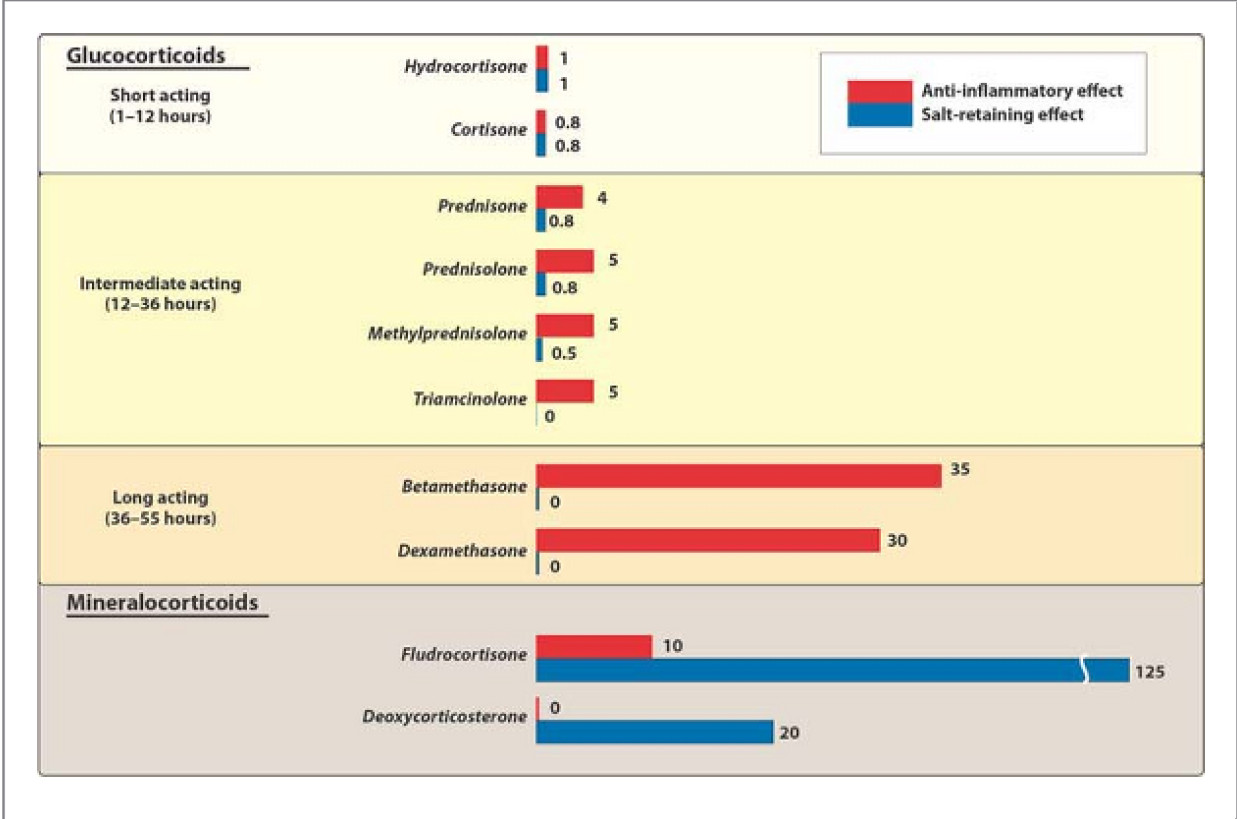 Glucocorticoids
Short acting
(1–12 hours)
Hydrocortisone
1
1
Cortisone
0.8
0.8
Anti-inflammatory effect
Salt-retaining effect
Intermediate acting
(12–36 hours)
Prednisone
4
0.8
Prednisolone
5
0.8
Methylprednisolone
5
0.5
Triamcinolone
5
0
Long acting
(36–55 hours)
Betamethasone
35
0
Dexamethasone
30
0
Mineralocorticoids
Fludrocortisone
10
125
Deoxycorticosterone
0
20